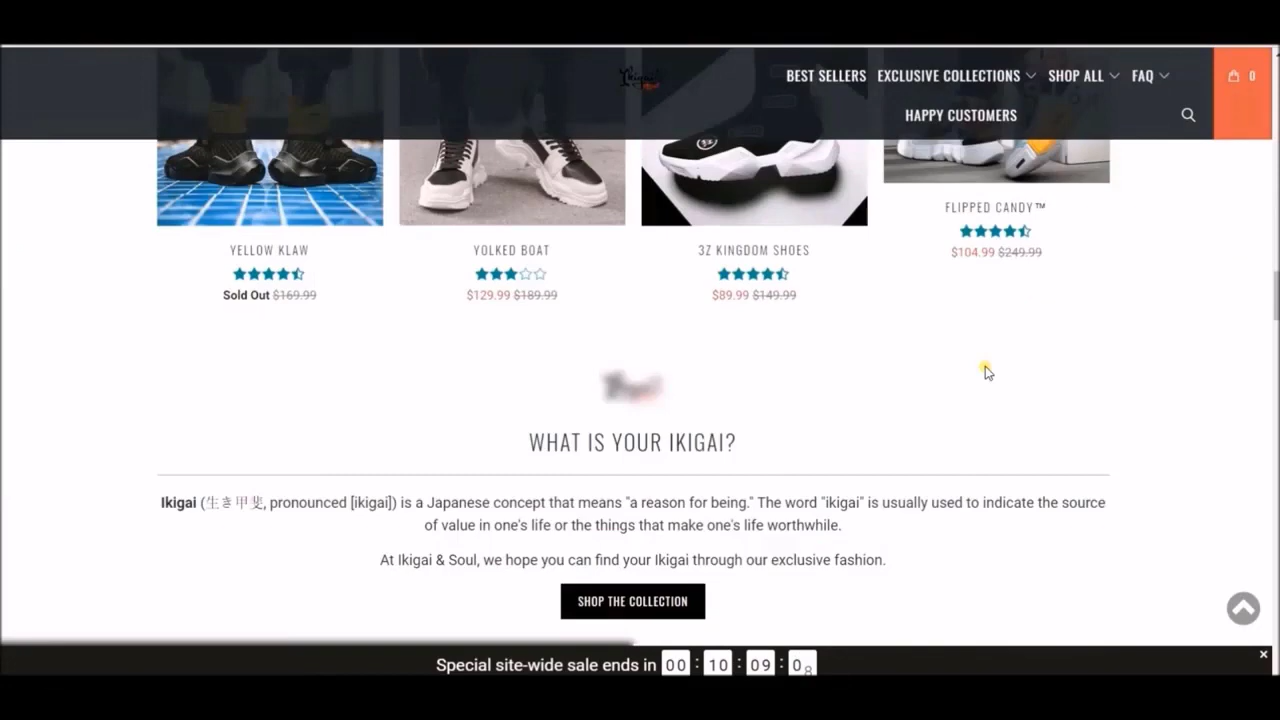 BEST SELLERS EXCLUSIVE COLLECTIONS SHOP ALL FAQ
HAPPY CUSTOMERS
0
YELLOW KLAW
Sold Out $169.99
YOLKED BOAT
$129.99 $189.99
3Z KINGDOM SHOES
$89.99 $149.99
FLIPPED CANDY™
$104.99 $249.99
WHAT IS YOUR IKIGAI?
Ikigai (生き甲斐, pronounced [ikigai]) is a Japanese concept that means "a reason for being." The word "ikigai" is usually used to indicate the source
of value in one's life or the things that make one's life worthwhile.
At Ikigai & Soul, we hope you can find your Ikigai through our exclusive fashion.
SHOP THE COLLECTION
Special site-wide sale ends in 00 : 10 : 09 :